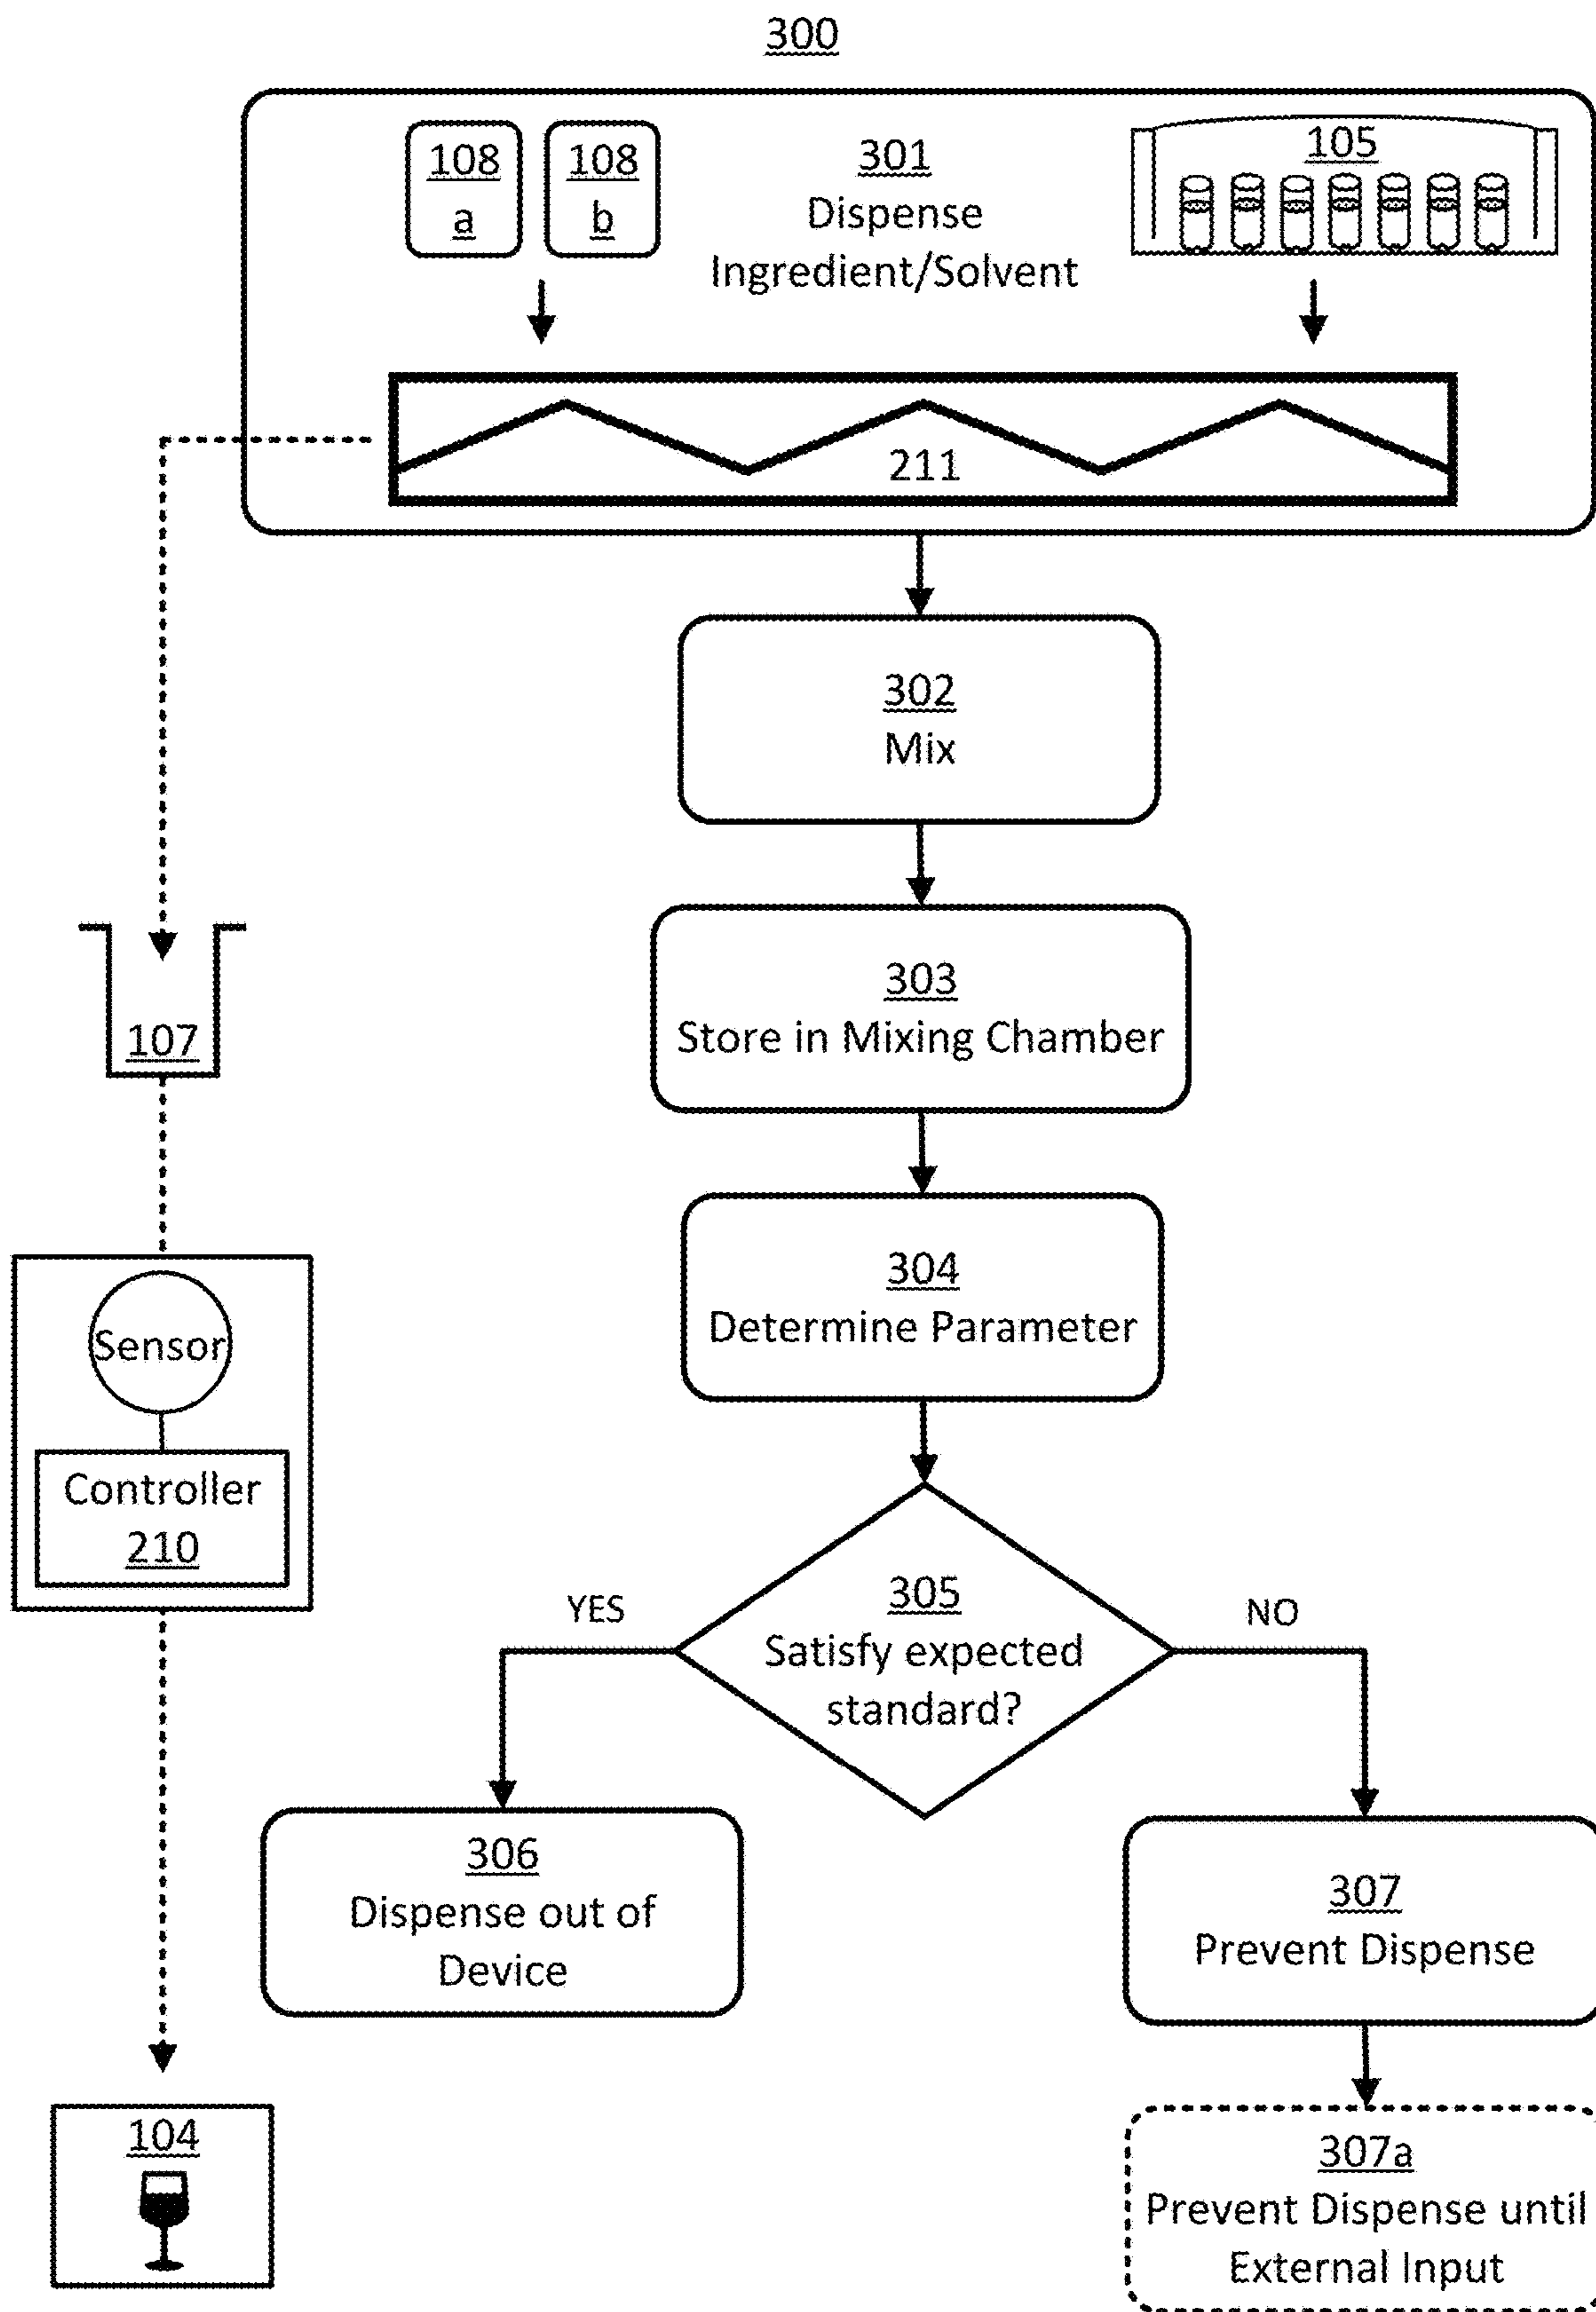 300
108
a
108
b
301
Dispense
Ingredient/Solvent
105
211
302
Mix
303
Store in Mixing Chamber
107
304
Determine Parameter
Sensor
Controller
210
305
Satisfy expected
standard?
YES
NO
306
Dispense out of
Device
307
Prevent Dispense
104
307a
Prevent Dispense until
External Input